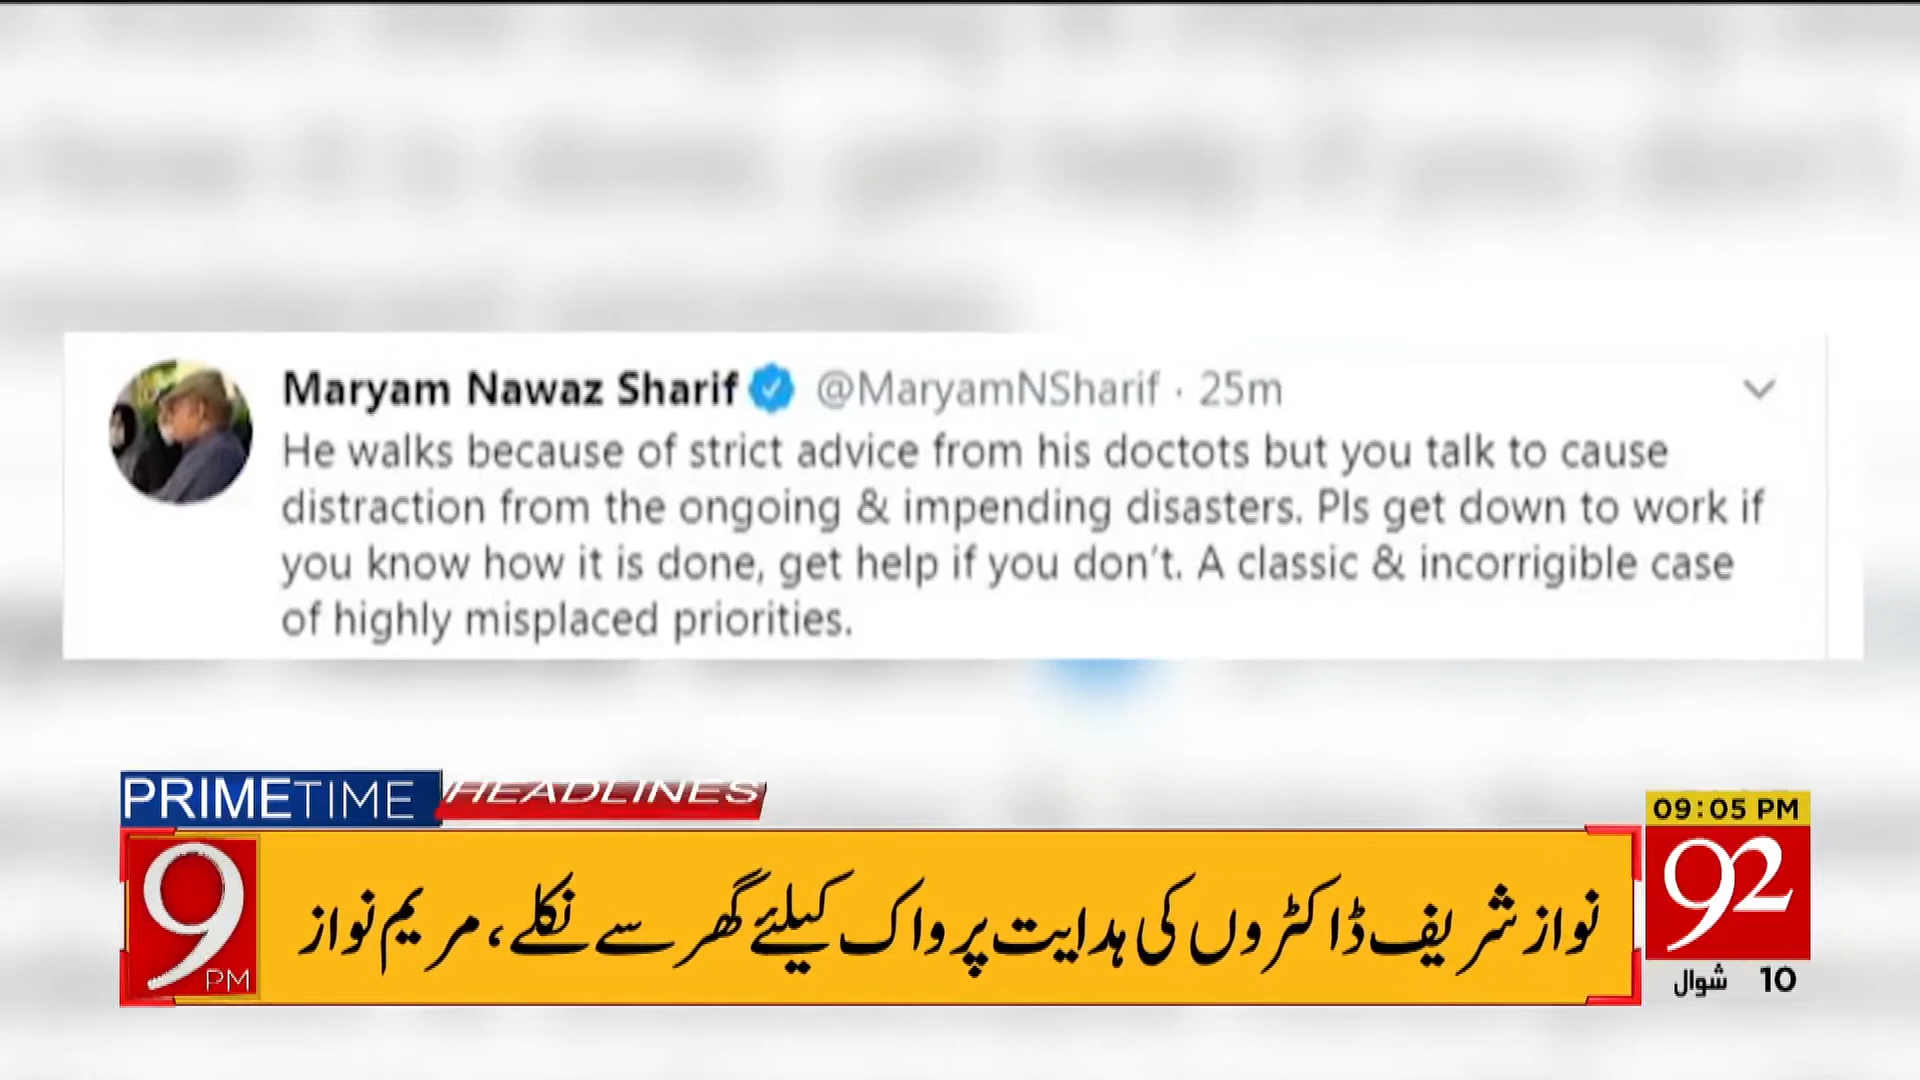 Maryam Nawaz Sharif @MaryamNSharif · 25m
He walks because of strict advice from his doctots but you talk to cause
distraction from the ongoing & impending disasters. Pls get down to work if
you know how it is done, get help if you don't. A classic & incorrigible case
of highly misplaced priorities.
PRIMETIME HEADLINES
9 PM
نواز شریف ڈاکٹروں کی ہدایت پر واک کیلئے گھر سے نکلے، مریم نواز
09:05 PM
92
10 شوال